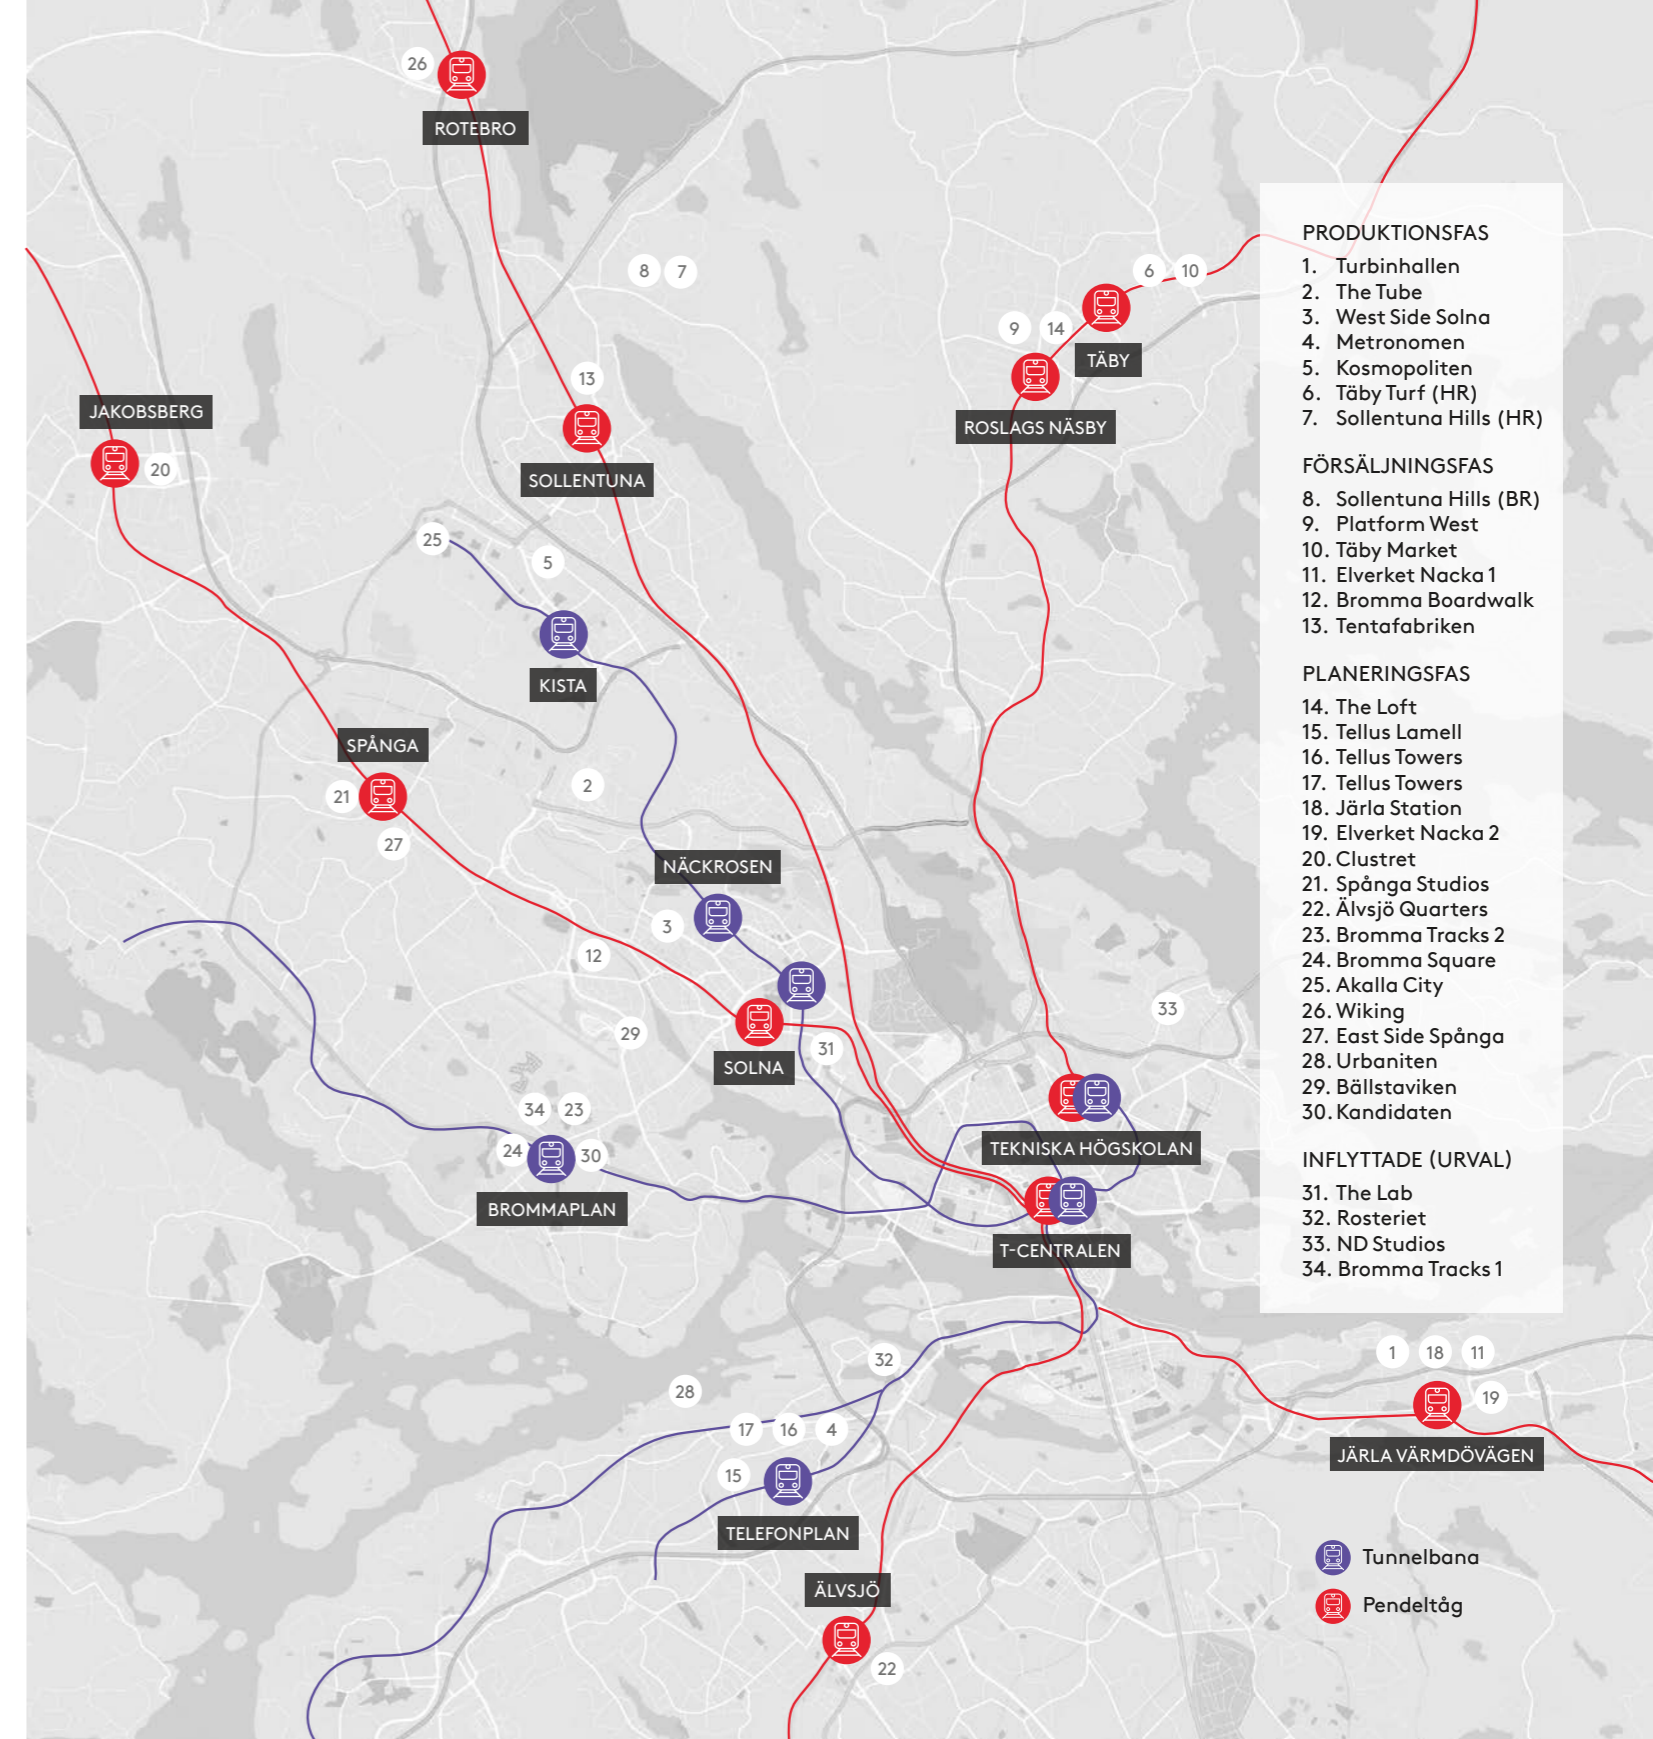 26
ROTEBRO
8 7
6 10
9 14
TÄBY
ROSLAGS NÄSBY
13
JAKOBSBERG
20
SOLLENTUNA
25
5
KISTA
SPÅNGA
21
27
2
NÄCKROSEN
3
12
29
SOLNA
31
33
34 23
24
30
BROMMAPLAN
TEKNISKA HÖGSKOLAN
T-CENTRALEN
32
28
17 16 4
15
TELEFONPLAN
ÄLVSJÖ
22
1 18 11
19
JÄRLA VÄRMDÖVÄGEN
PRODUKTIONSFAS
1. Turbinhallen
2. The Tube
3. West Side Solna
4. Metronomen
5. Kosmopoliten
6. Täby Turf (HR)
7. Sollentuna Hills (HR)
FÖRSÄLJNINGSFAS
8. Sollentuna Hills (BR)
9. Platform West
10. Täby Market
11. Elverket Nacka 1
12. Bromma Boardwalk
13. Tentafabriken
PLANERINGSFAS
14. The Loft
15. Tellus Lamell
16. Tellus Towers
17. Tellus Towers
18. Järla Station
19. Elverket Nacka 2
20. Clustret
21. Spånga Studios
22. Älvsjö Quarters
23. Bromma Tracks 2
24. Bromma Square
25. Akalla City
26. Wiking
27. East Side Spånga
28. Urbaniten
29. Bällstaviken
30. Kandidaten
INFLYTTADE (URVAL)
31. The Lab
32. Rosteriet
33. ND Studios
34. Bromma Tracks 1
Tunnelbana
Pendeltåg